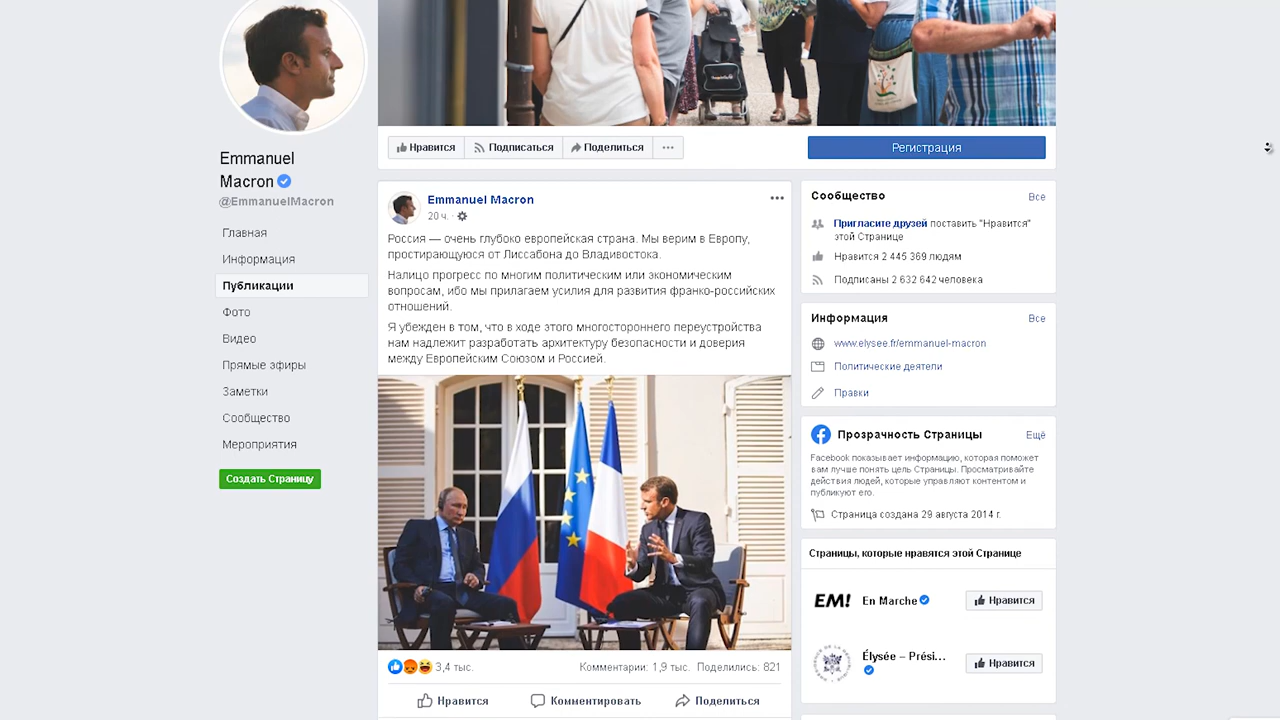 Emmanuel
Macron
@EmmanuelMacron
Главная
Информация
Публикации
Фото
Видео
Прямые эфиры
Заметки
Сообщество
Мероприятия
Создать Страницу
Нравится
Подписаться
Поделиться
Регистрация
Emmanuel Macron
20 ч.
Россия — очень глубоко европейская страна. Мы верим в Европу,
простирающуюся от Лиссабона до Владивостока.
Налицо прогресс по многим политическим или экономическим
вопросам, ибо мы прилагаем усилия для развития франко-российских
отношений.
Я убежден в том, что в ходе этого многостороннего переустройства
нам надлежит разработать архитектуру безопасности и доверия
между Европейским Союзом и Россией.
3,4 тыс.
Комментарии: 1,9 тыс. Поделились: 821
Нравится
Комментировать
Поделиться
Сообщество
Все
Пригласите друзей поставить "Нравится"
этой Странице
Нравится 2 445 369 людям
Подписаны 2 632 642 человека
Информация
Все
www.elysee.fr/emmanuel-macron
Политические деятели
Правки
Прозрачность Страницы
Ещё
Facebook показывает информацию, которая поможет
вам лучше понять цель Страницы. Просматривайте
действия людей, которые управляют контентом и
публикуют его.
Страница создана 29 августа 2014 г.
Страницы, которые нравятся этой Странице
EM!
En Marche
Нравится
Élysée – Prési...
Нравится